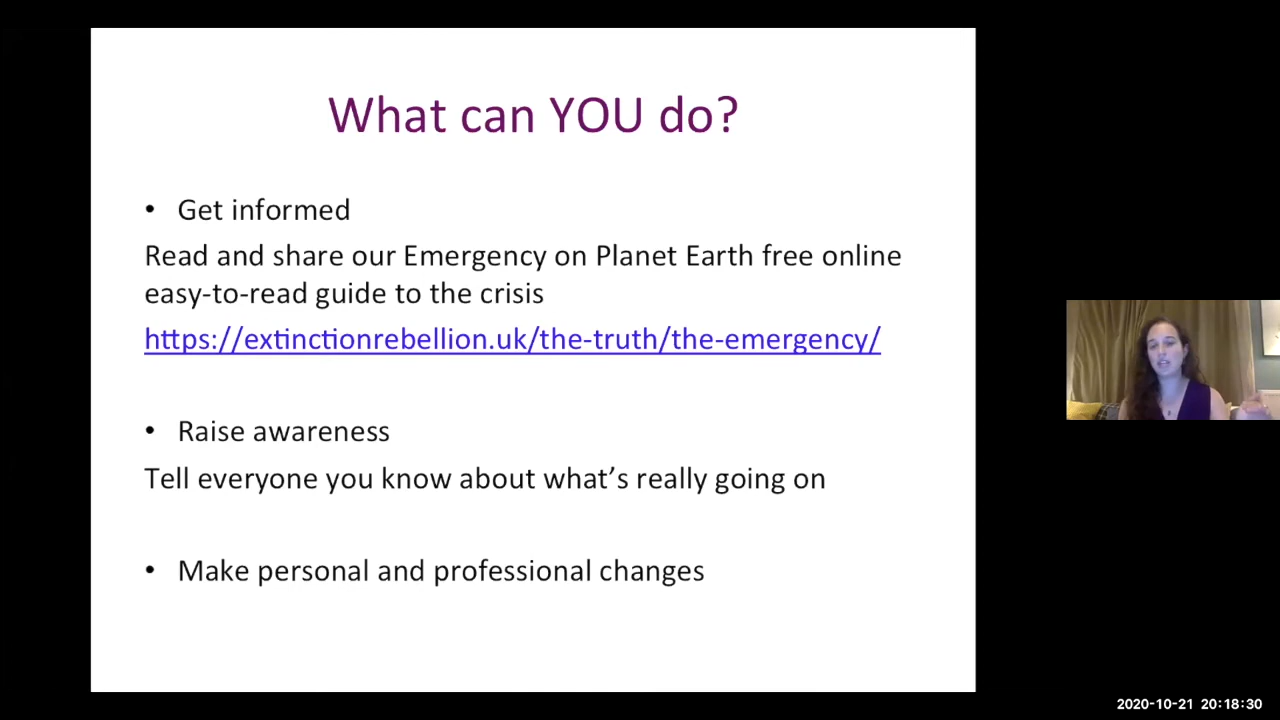 What can YOU do?
• Get informed
Read and share our Emergency on Planet Earth free online
easy-to-read guide to the crisis
https://extinctionrebellion.uk/the-truth/the-emergency/
• Raise awareness
Tell everyone you know about what’s really going on
• Make personal and professional changes
2020-10-21 20:18:30